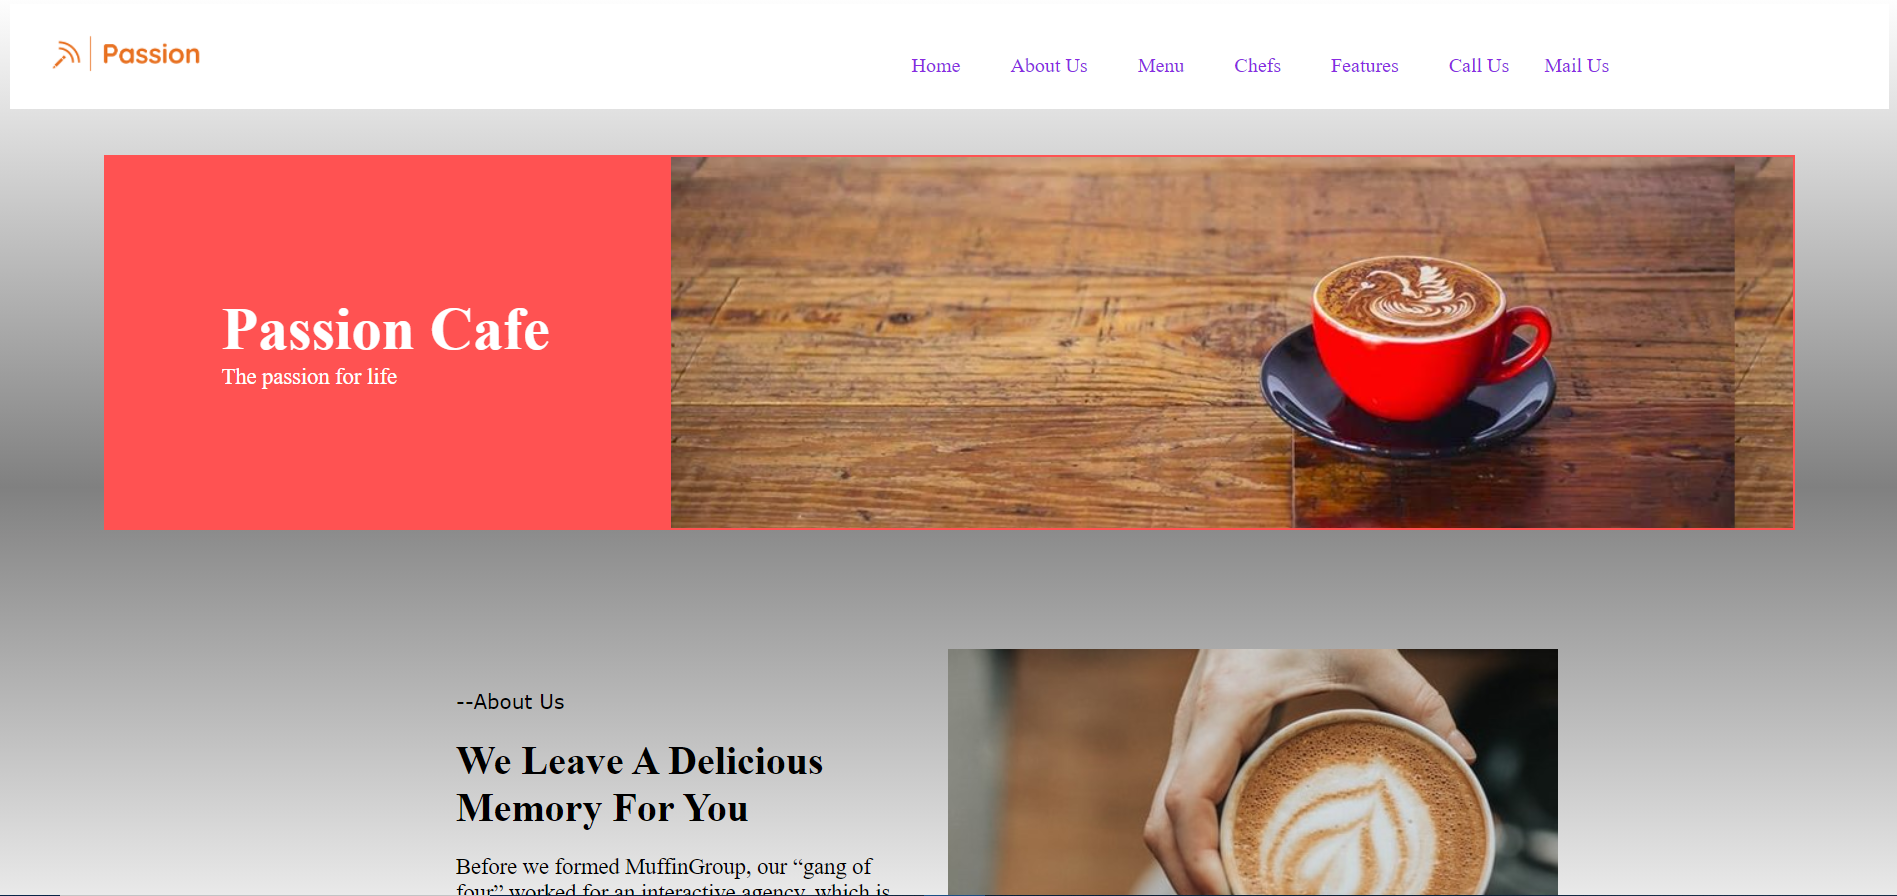 Passion
Home About Us Menu Chefs Features Call Us Mail Us
Passion Cafe
The passion for life
--About Us
We Leave A Delicious
Memory For You
Before we formed MuffinGroup, our “gang of
four” worked for an interactive agency, which is